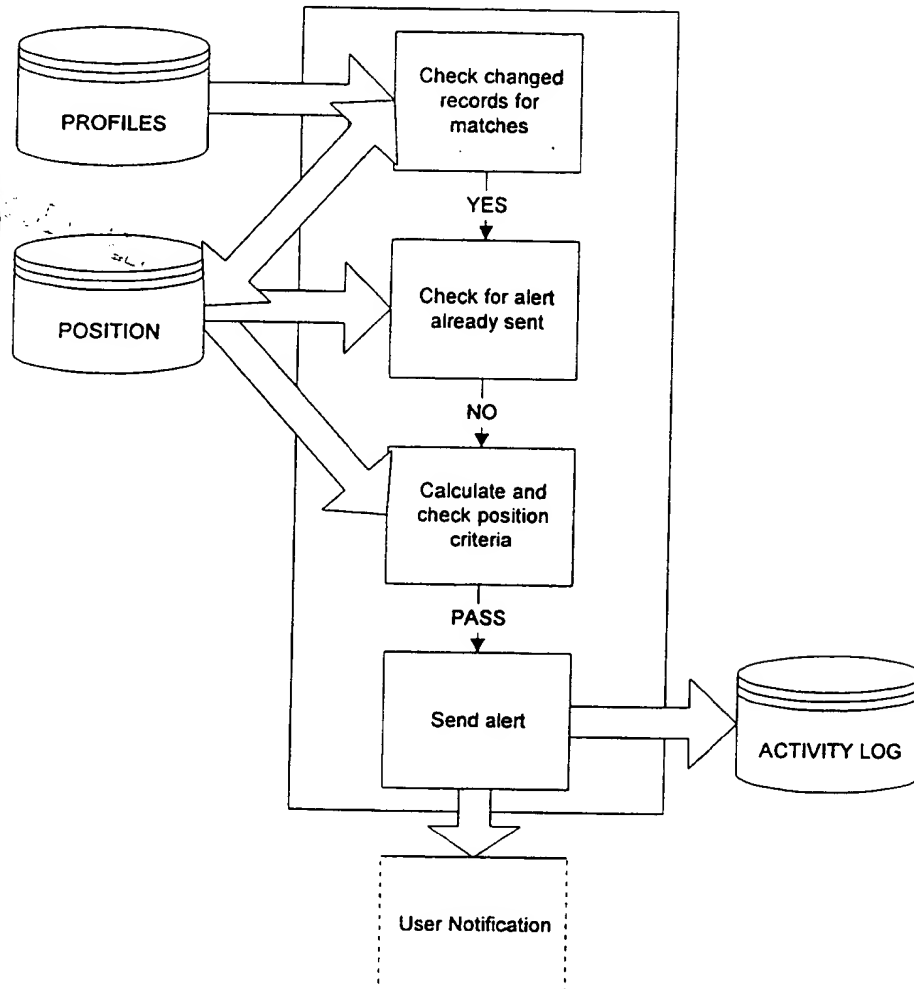 Check changed
records for
matches
PROFILES
YES
Check for alert
already sent
POSITION
NO
Calculate and
check position
criteria
PASS
Send alert
ACTIVITY LOG
User Notification